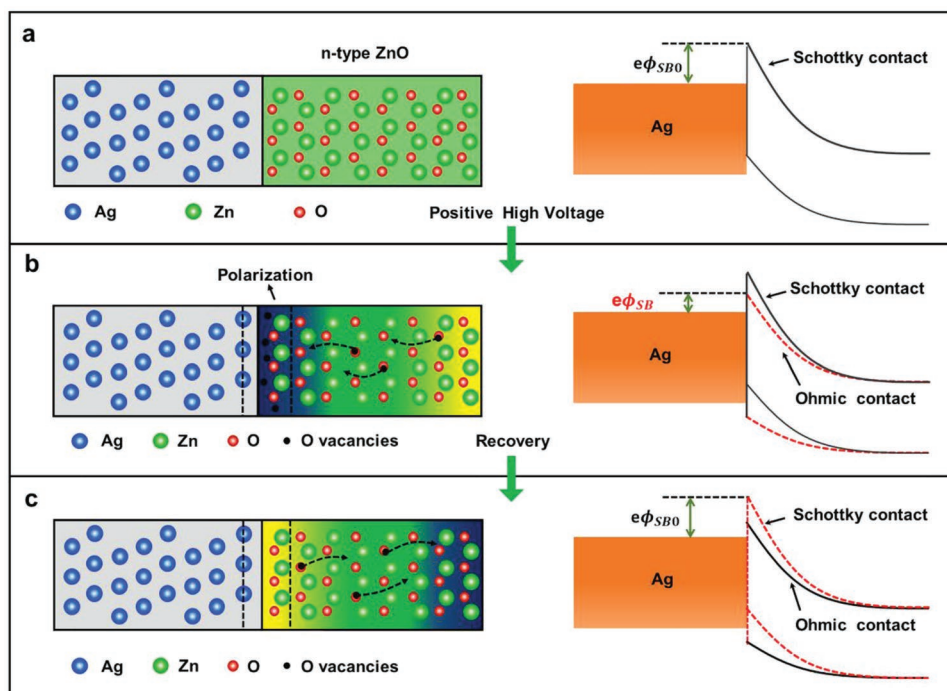 a
n-type ZnO
eϕSB0
Schottky contact
Ag
Ag Zn O
Positive High Voltage
b
Polarization
eϕSB
Schottky contact
Ag
Ohmic contact
Ag Zn O O vacancies
Recovery
c
eϕSB0
Schottky contact
Ag
Ohmic contact
Ag Zn O O vacancies